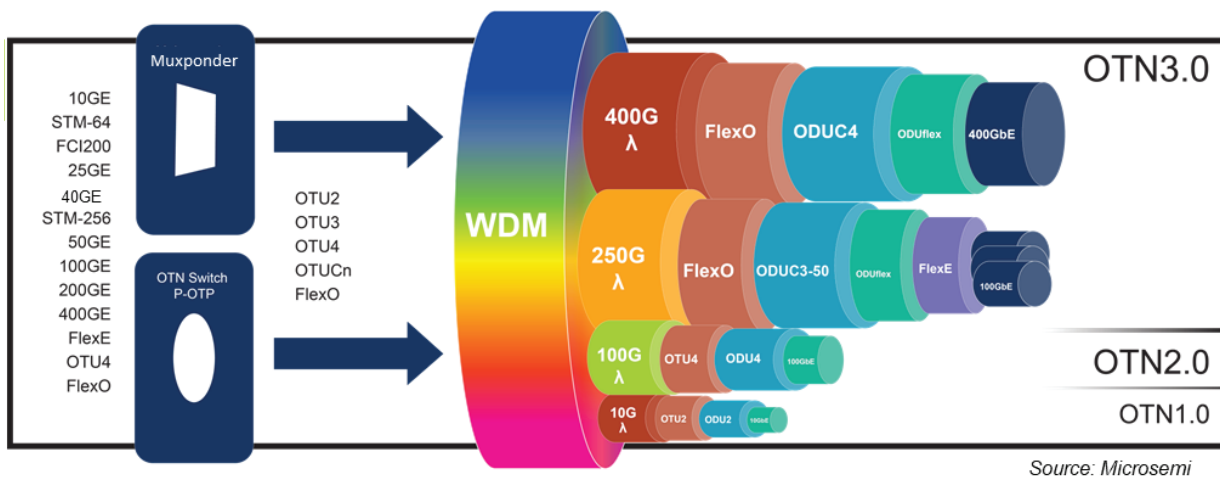 Muxponder
10GE
STM-64
FCI200
25GE
40GE
STM-256
50GE
100GE
200GE
400GE
FlexE
OTU4
FlexO
OTN Switch
P-OTP
OTU2
OTU3
OTU4
OTUCn
FlexO
WDM
400G
λ
FlexO
ODUC4
ODUflex
400GbE
OTN3.0
250G
λ
FlexO
ODUC3-50
ODUflex
FlexE
100GbE
100G
λ
OTU4
ODU4
100GbE
OTN2.0
10G
λ
OTU2
ODU2
10GbE
OTN1.0
Source: Microsemi